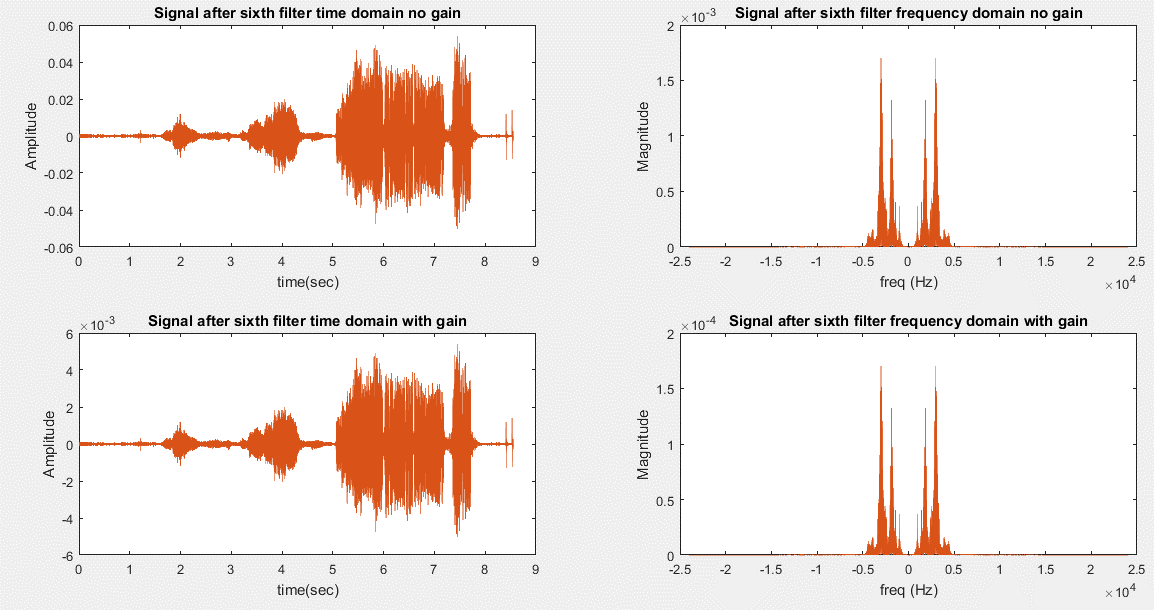 Signal after sixth filter time domain no gain
0.06
0.04
0.02
0
-0.02
-0.04
-0.06
Amplitude
0 1 2 3 4 5 6 7 8 9
time(sec)
Signal after sixth filter frequency domain no gain
×10⁻³
2
1.5
1
0.5
0
Magnitude
-2.5 -2 -1.5 -1 -0.5 0 0.5 1 1.5 2 2.5
freq (Hz)
×10⁴
Signal after sixth filter time domain with gain
×10⁻³
6
4
2
0
-2
-4
-6
Amplitude
0 1 2 3 4 5 6 7 8 9
time(sec)
Signal after sixth filter frequency domain with gain
×10⁻⁴
2
1.5
1
0.5
0
Magnitude
-2.5 -2 -1.5 -1 -0.5 0 0.5 1 1.5 2 2.5
freq (Hz)
×10⁴